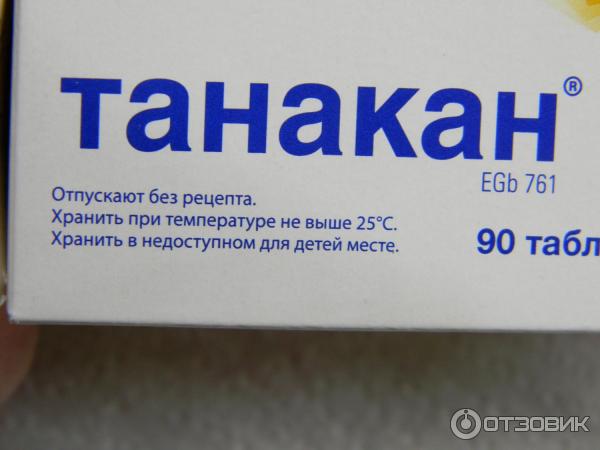 танакан®
EGb 761
Отпускают без рецепта.
Хранить при температуре не выше 25°C.
Хранить в недоступном для детей месте.
90 табл
ОТЗОВИК